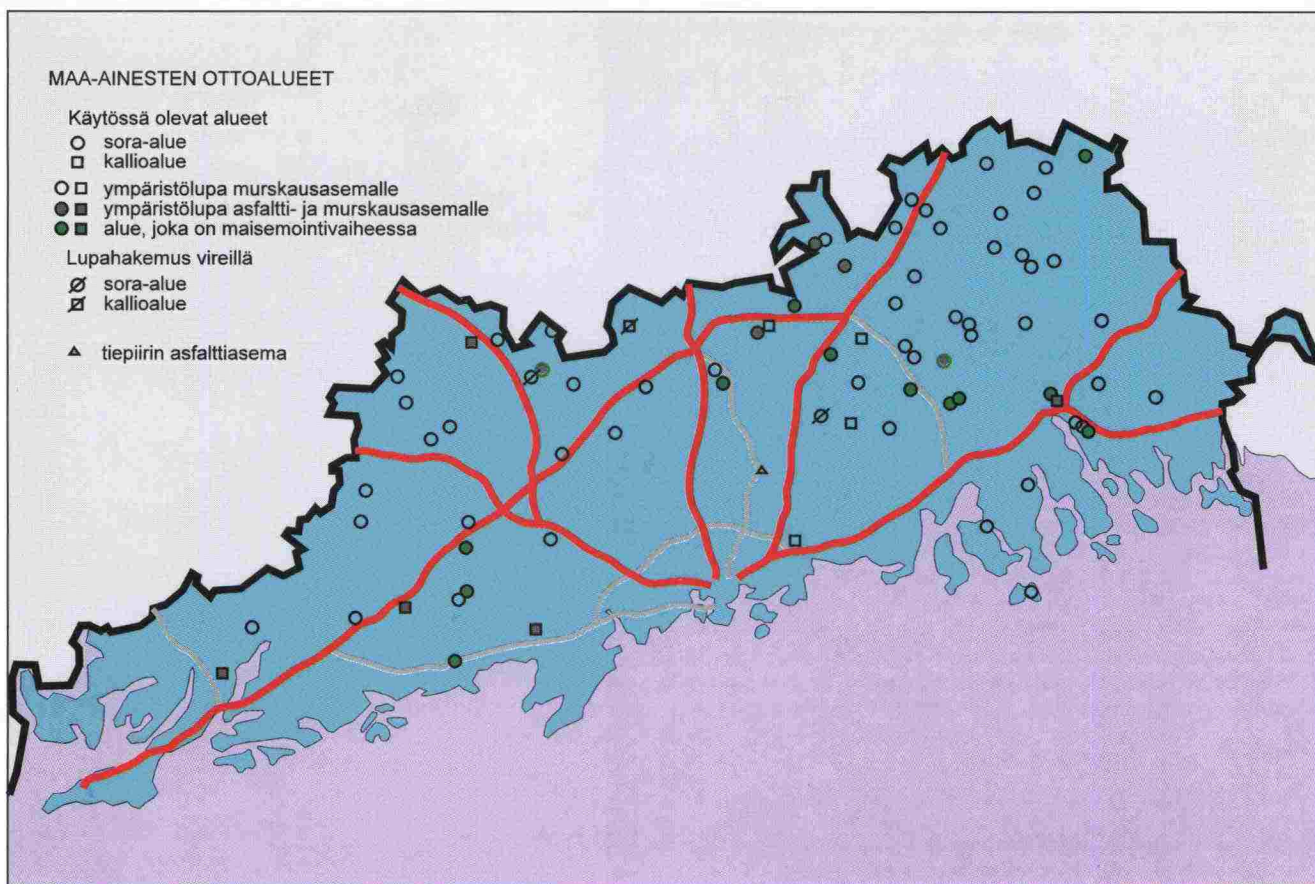 MAA-AINESTEN OTTOALUEET
Käytössä olevat alueet
sora-alue
kallioalue
ympäristölupa murskausasemalle
ympäristölupa asfaltti- ja murskausasemalle
alue, joka on maisemointivaiheessa
Lupahakemus vireillä
sora-alue
kallioalue
tiepiirin asfalttiasema